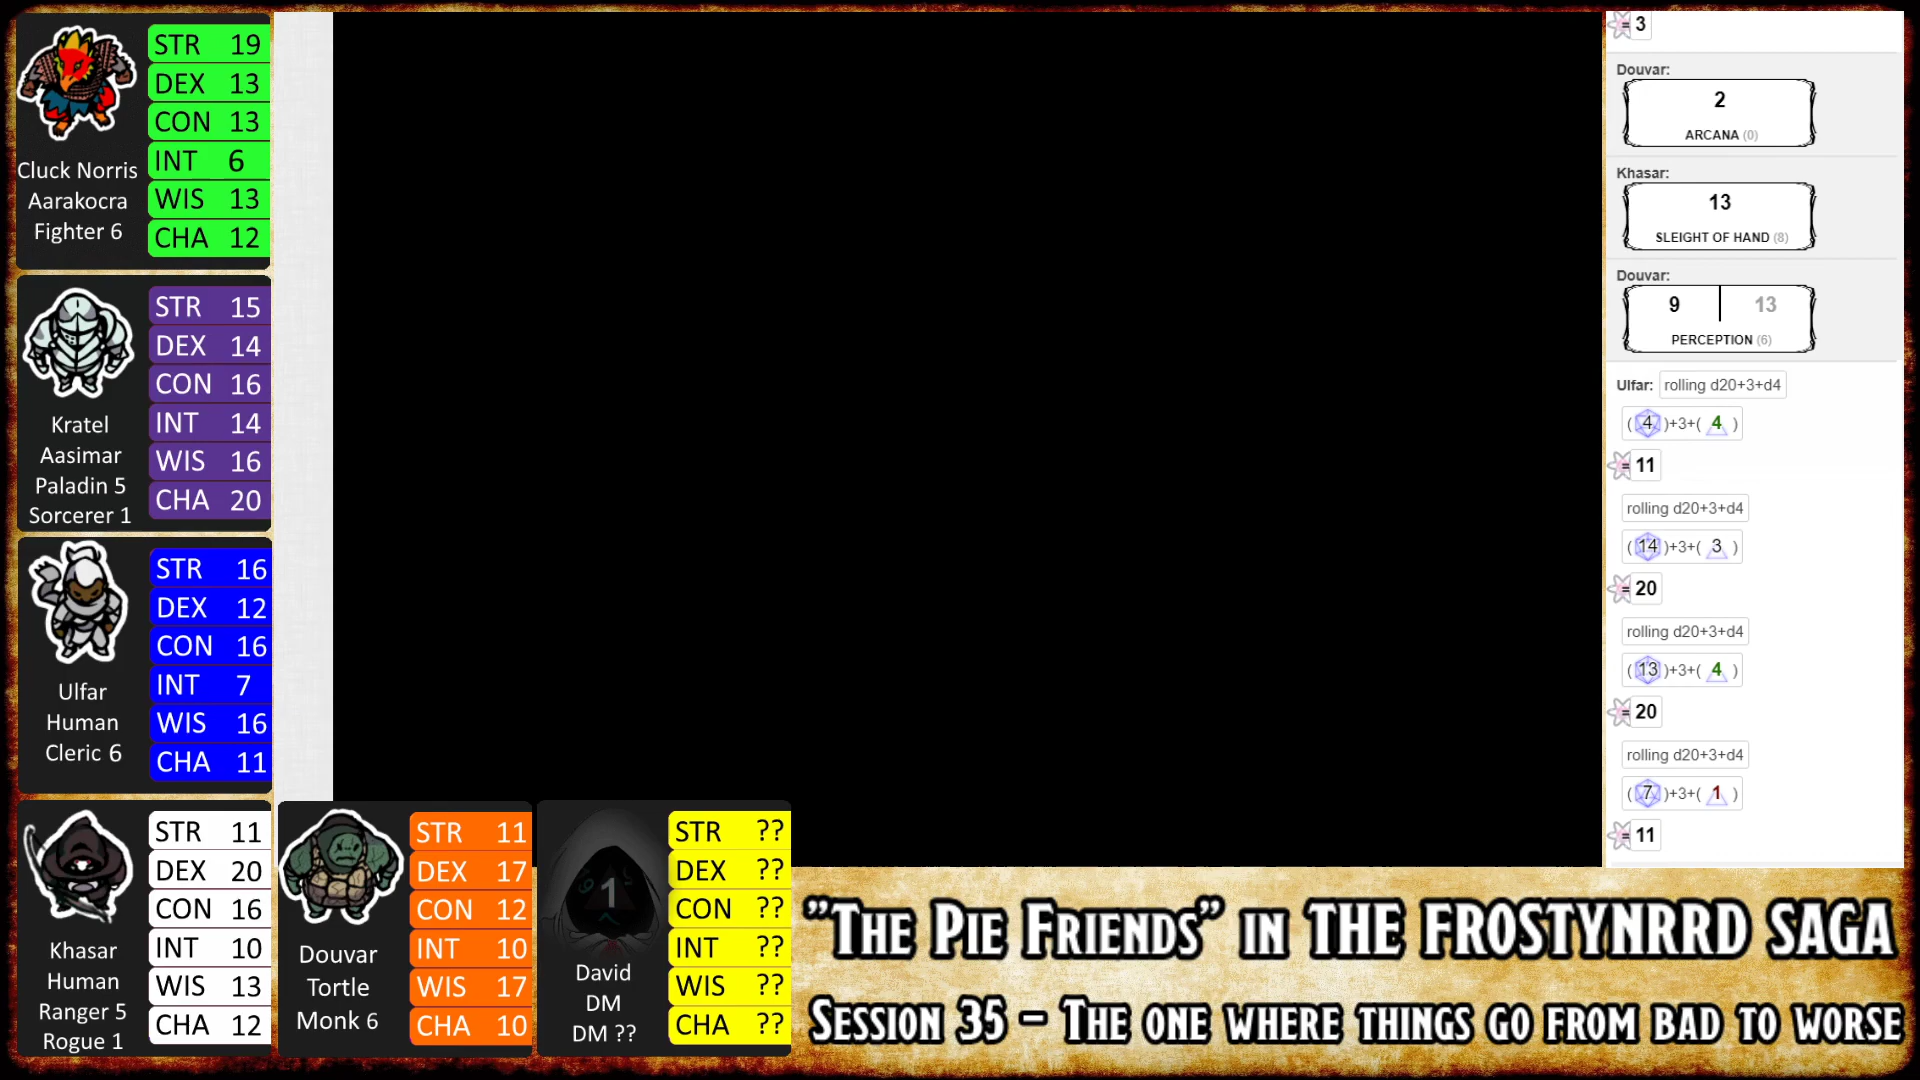 STR 19
DEX 13
CON 13
INT 6
WIS 13
CHA 12
Cluck Norris
Aarakocra
Fighter 6
STR 15
DEX 14
CON 16
INT 14
WIS 16
CHA 20
Kratel
Aasimar
Paladin 5
Sorcerer 1
STR 16
DEX 12
CON 16
INT 7
WIS 16
CHA 11
Ulfar
Human
Cleric 6
STR 11
DEX 20
CON 16
INT 10
WIS 13
CHA 12
Khasar
Human
Ranger 5
Rogue 1
STR 11
DEX 17
CON 12
INT 10
WIS 17
CHA 10
Douvar
Tortle
Monk 6
1
STR ??
DEX ??
CON ??
INT ??
WIS ??
CHA ??
David
DM
DM ??
= 3
Douvar:
2
ARCANA (0)
Khasar:
13
SLEIGHT OF HAND (8)
Douvar:
9 13
PERCEPTION (6)
Ulfar: rolling d20+3+d4
(4)+3+( 4 )
= 11
rolling d20+3+d4
(14)+3+( 3 )
= 20
rolling d20+3+d4
(13)+3+( 4 )
= 20
rolling d20+3+d4
(7)+3+( 1 )
= 11
"The Pie Friends" in THE FROSTYNRRD SAGA
Session 35 - The one where things go from bad to worse